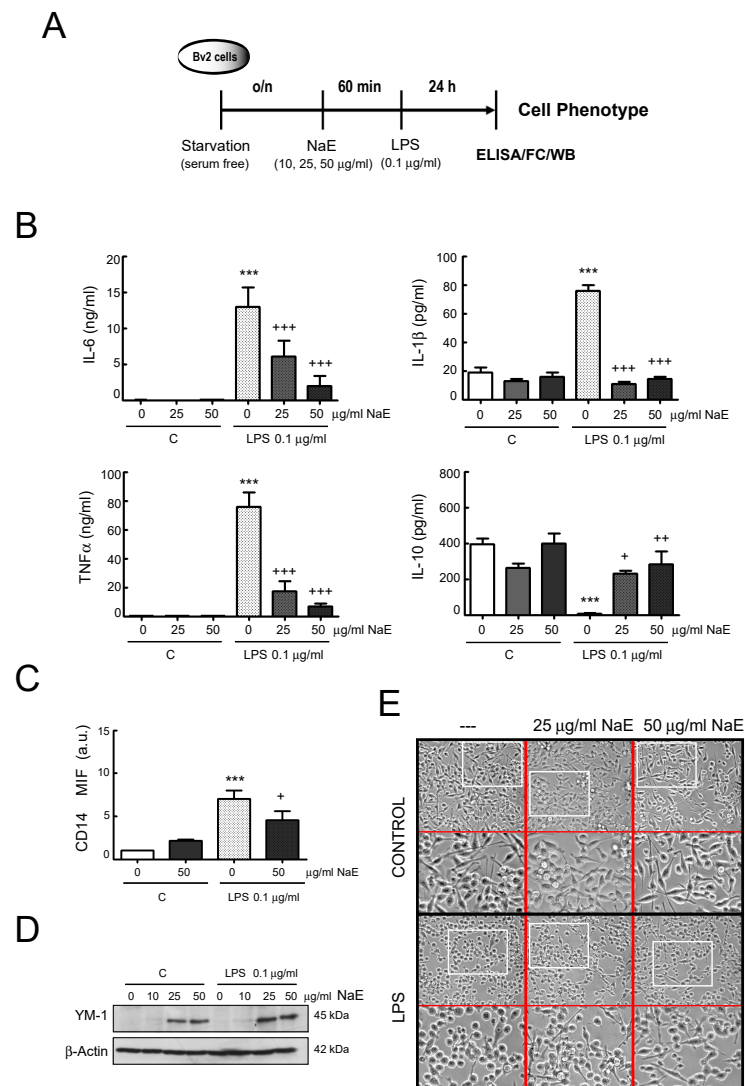 A
Bv2 cells
o/n 60 min 24 h
Cell Phenotype
Starvation NaE LPS
(serum free) (10, 25, 50 μg/ml) (0.1 μg/ml)
ELISA/FC/WB
B
IL-6 (ng/ml)
20
15
10
5
0
***
+++
+++
0 25 50 0 25 50 μg/ml NaE
C LPS 0.1 μg/ml
IL-1β (pg/ml)
100
80
60
40
20
0
***
+++
+++
0 25 50 0 25 50 μg/ml NaE
C LPS 0.1 μg/ml
TNFα (ng/ml)
100
80
60
40
20
0
***
+++
+++
0 25 50 0 25 50 μg/ml NaE
C LPS 0.1 μg/ml
IL-10 (pg/ml)
800
600
400
200
0
***
+
++
0 25 50 0 25 50 μg/ml NaE
C LPS 0.1 μg/ml
C
CD14 MIF (a.u.)
15
10
5
0
***
+
0 50 0 50 μg/ml NaE
C LPS 0.1 μg/ml
D
C LPS 0.1 μg/ml
0 10 25 50 0 10 25 50 μg/ml NaE
YM-1 45 kDa
β-Actin 42 kDa
E
--- 25 μg/ml NaE 50 μg/ml NaE
CONTROL
LPS